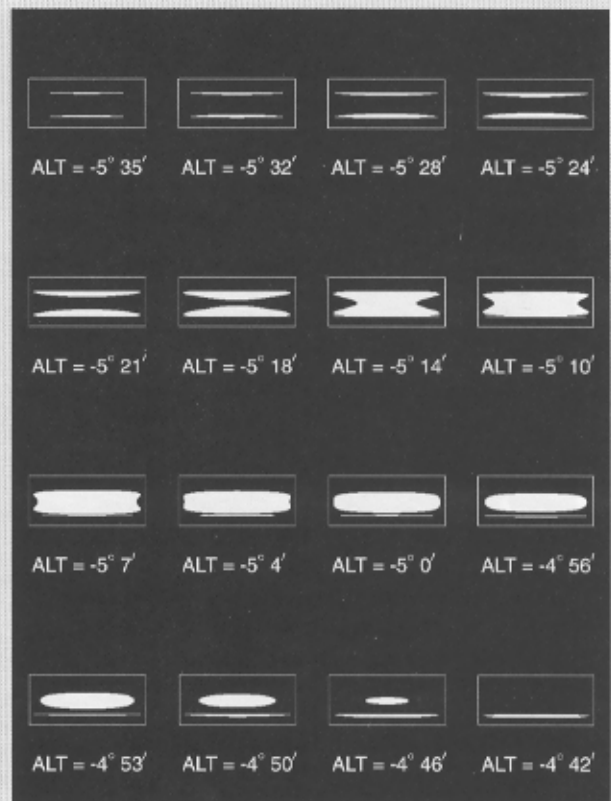 ALT = -5° 35′ ALT = -5° 32′ ALT = -5° 28′ ALT = -5° 24′
ALT = -5° 21′ ALT = -5° 18′ ALT = -5° 14′ ALT = -5° 10′
ALT = -5° 7′ ALT = -5° 4′ ALT = -5° 0′ ALT = -4° 56′
ALT = -4° 53′ ALT = -4° 50′ ALT = -4° 46′ ALT = -4° 42′